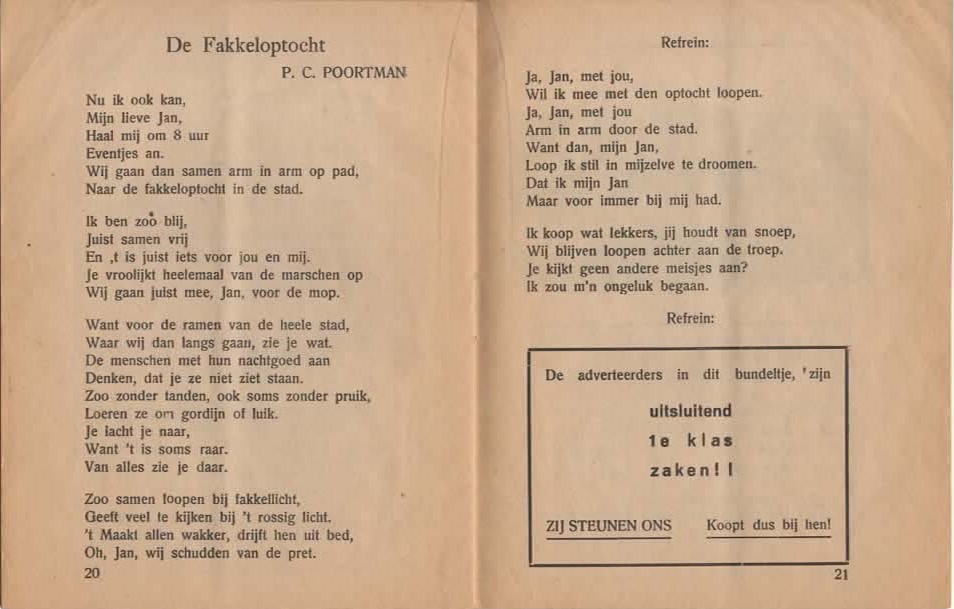 De Fakkeloptocht
P. C. POORTMAN
Nu ik ook kan,
Mijn lieve Jan,
Haal mij om 8 uur
Eventjes an.
Wij gaan dan samen arm in arm op pad,
Naar de fakkeloptocht in de stad.
Ik ben zoo blij,
Juist samen vrij
En ,t is juist iets voor jou en mij.
Je vroolijkt heelemaal van de marschen op
Wij gaan juist mee, Jan, voor de mop.
Want voor de ramen van de heele stad,
Waar wij dan langs gaan, zie je wat.
De menschen met hun nachtgoed aan
Denken, dat je ze niet ziet staan.
Zoo zonder tanden, ook soms zonder pruik,
Loeren ze om gordijn of luik.
Je lacht je naar,
Want 't is soms raar.
Van alles zie je daar.
Zoo samen loopen bij fakkellicht,
Geeft veel te kijken bij 't rossig licht.
't Maakt allen wakker, drijft hen uit bed,
Oh, Jan, wij schudden van de pret.
20
Refrein:
Ja, Jan, met jou,
Wil ik mee met den optocht loopen.
Ja, Jan, met jou
Arm in arm door de stad.
Want dan, mijn Jan,
Loop ik stil in mijzelve te droomen.
Dat ik mijn Jan
Maar voor immer bij mij had.
Ik koop wat lekkers, jij houdt van snoep,
Wij blijven loopen achter aan de troep.
Je kijkt geen andere meisjes aan?
Ik zou m'n ongeluk begaan.
Refrein:
De adverteerders in dit bundeltje, 'zijn
uitsluitend
1e klas
zaken!!
ZIJ STEUNEN ONS Koopt dus bij hen!
21